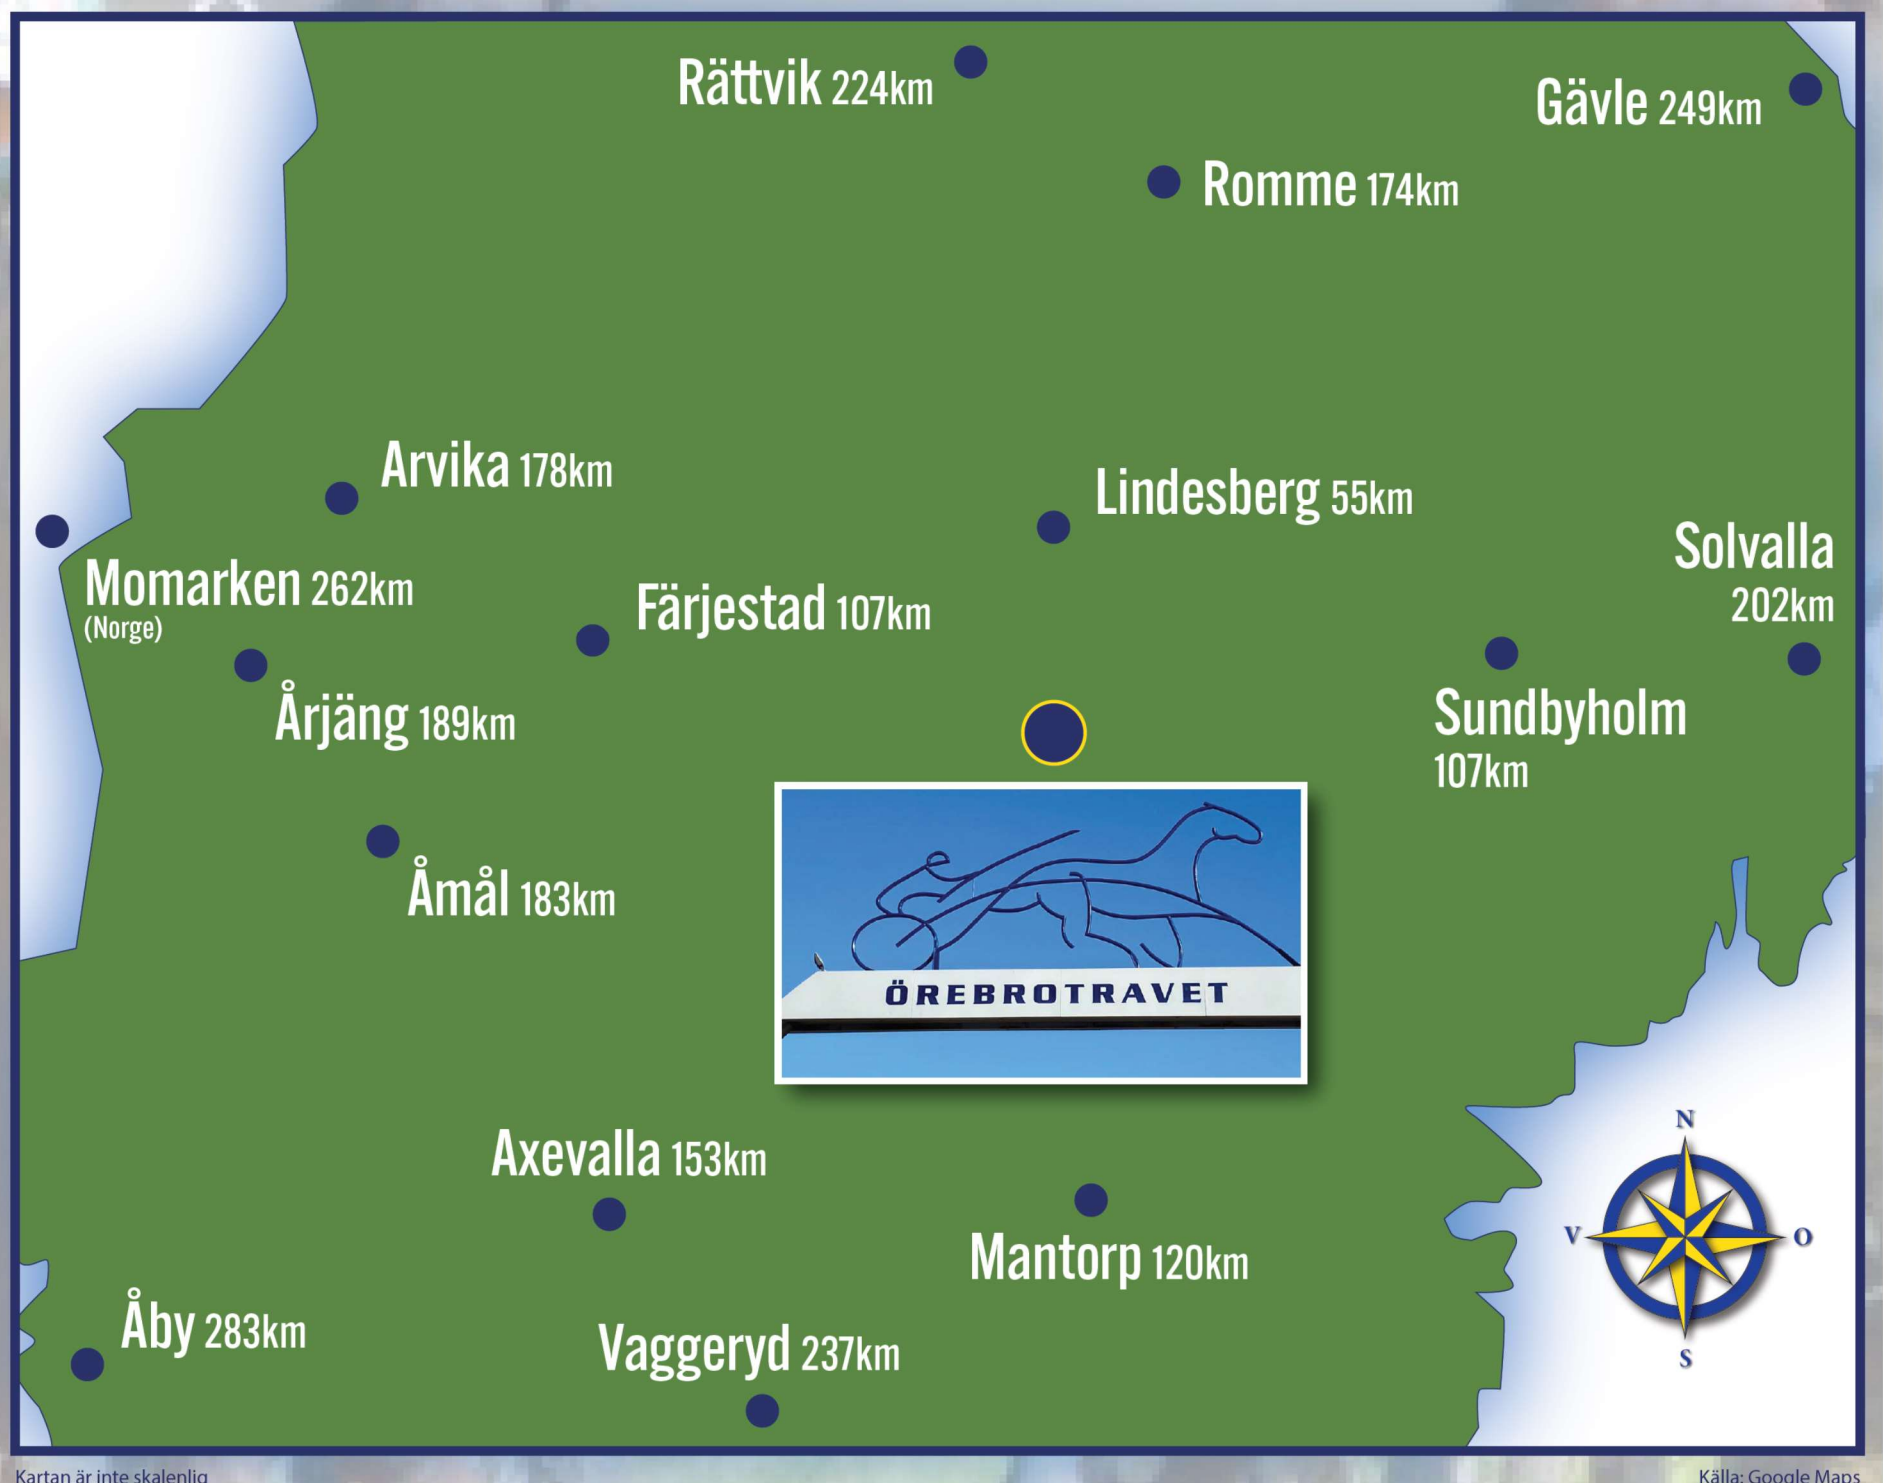 Rättvik 224km
Gävle 249km
Romme 174km
Arvika 178km
Lindesberg 55km
Solvalla
202km
Momarken 262km
(Norge)
Färjestad 107km
Årjäng 189km
Sundbyholm
107km
Åmål 183km
ÖREBROTRAVET
Axevalla 153km
Mantorp 120km
N
V
O
S
Åby 283km
Vaggeryd 237km
Kartan är inte skalenlig
Källa: Google Maps